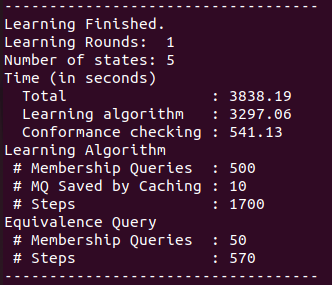 -----------------------------------
Learning Finished.
Learning Rounds:  1
Number of states: 5
Time (in seconds)
  Total                : 3838.19
  Learning algorithm   : 3297.06
  Conformance checking : 541.13
Learning Algorithm
 # Membership Queries  : 500
 # MQ Saved by Caching : 10
 # Steps               : 1700
Equivalence Query
 # Membership Queries  : 50
 # Steps               : 570
-----------------------------------